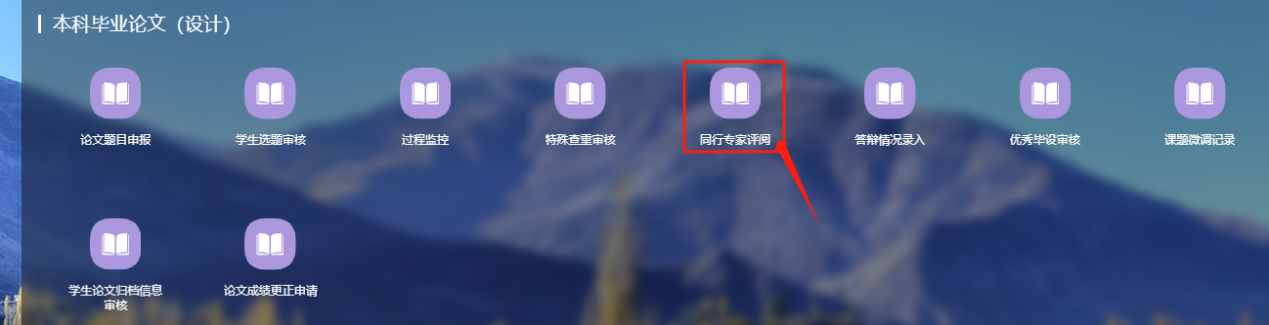 本科毕业论文（设计）
论文题目申报
学生选题审核
过程监控
特殊查重审核
同行专家评阅
答辩情况录入
优秀毕设审核
课题微调记录
学生论文归档信息
审核
论文成绩更正申请